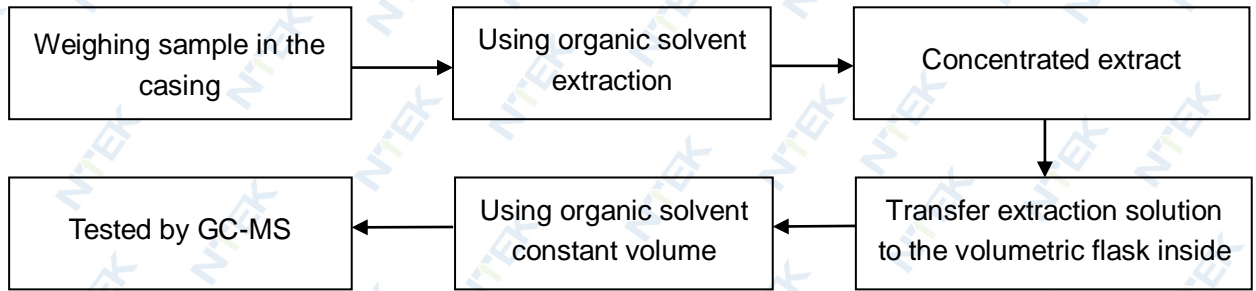 Weighing sample in the
casing
Using organic solvent
extraction
Concentrated extract
Transfer extraction solution
to the volumetric flask inside
Using organic solvent
constant volume
Tested by GC-MS
NTEK